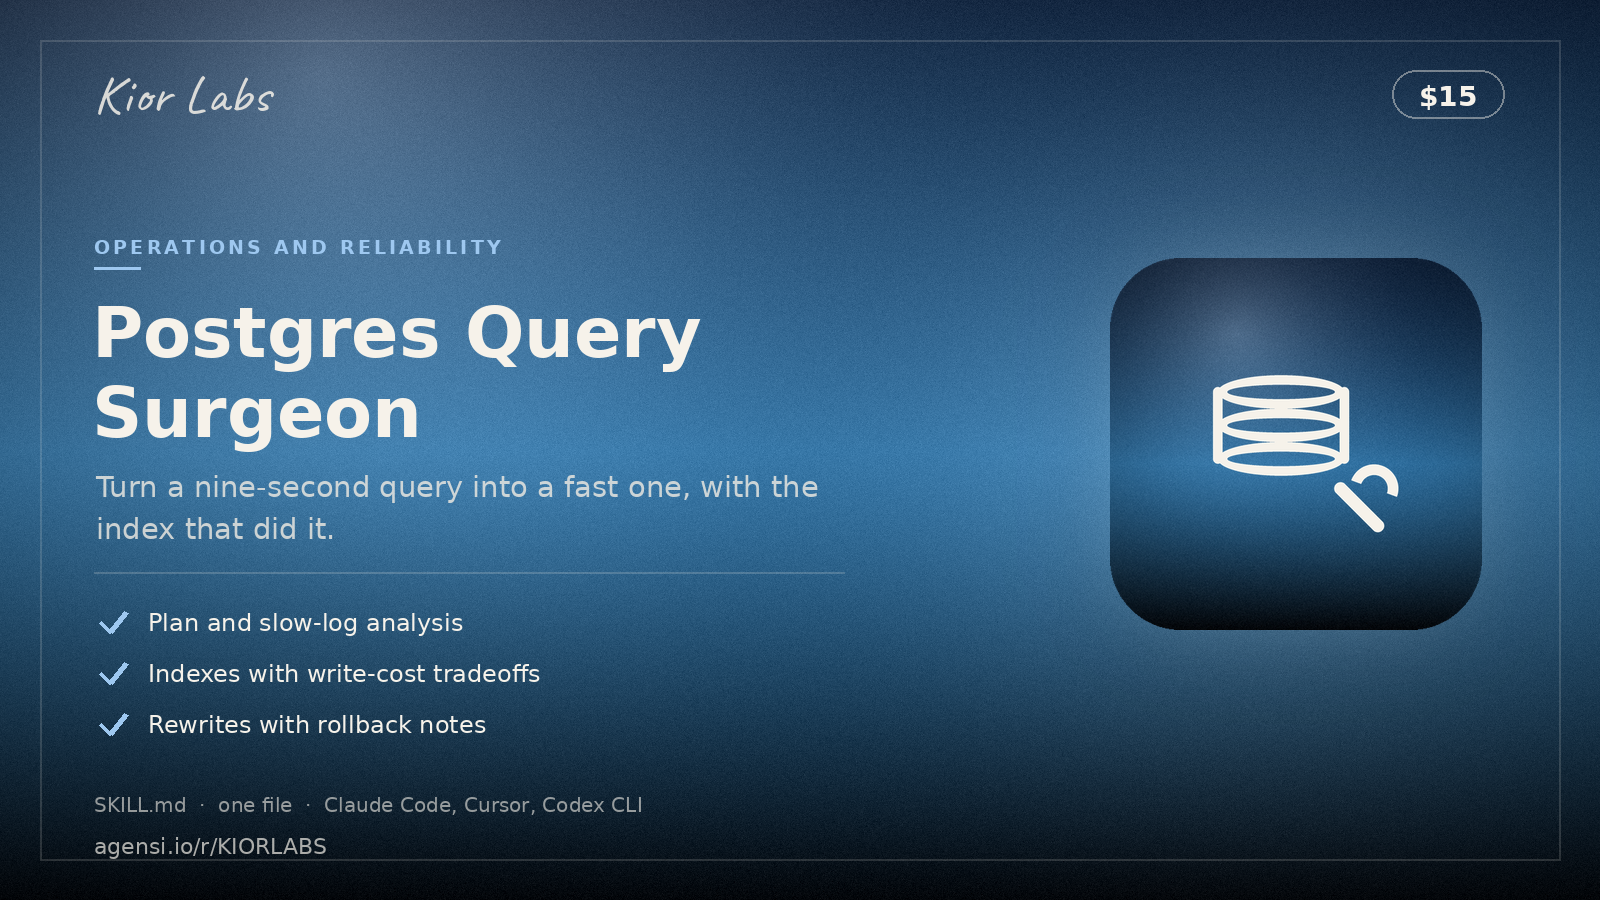 Kior Labs
$15
OPERATIONS AND RELIABILITY
Postgres Query
Surgeon
Turn a nine-second query into a fast one, with the
index that did it.
Plan and slow-log analysis
Indexes with write-cost tradeoffs
Rewrites with rollback notes
SKILL.md · one file · Claude Code, Cursor, Codex CLI
agensi.io/r/KIORLABS